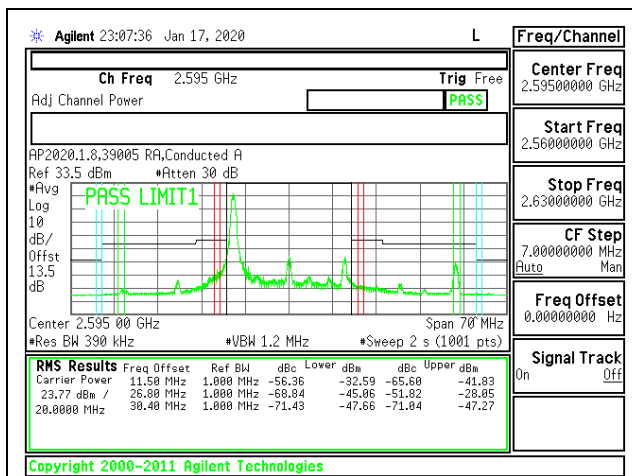 Agilent 23:07:36 Jan 17, 2020 L
Freq/Channel
Ch Freq 2.595 GHz Trig Free
Adj Channel Power PASS
AP2020.1.8,39005 RA,Conducted A
Ref 33.5 dBm #Atten 30 dB
#Avg
Log
10
dB/
Offst
13.5
dB
PASS LIMIT1
Center 2.595 00 GHz Span 70 MHz
#Res BW 390 kHz #VBW 1.2 MHz #Sweep 2 s (1001 pts)
RMS Results Freq Offset Ref BW dBc Lower dBm dBc Upper dBm
Carrier Power 11.50 MHz 1.000 MHz -56.36 -32.59 -65.60 -41.83
23.77 dBm / 26.80 MHz 1.000 MHz -68.84 -45.06 -51.82 -28.05
20.0000 MHz 30.40 MHz 1.000 MHz -71.43 -47.66 -71.04 -47.27
Center Freq
2.59500000 GHz
Start Freq
2.56000000 GHz
Stop Freq
2.63000000 GHz
CF Step
7.00000000 MHz
Auto Man
Freq Offset
0.00000000 Hz
Signal Track
On Off
Copyright 2000-2011 Agilent Technologies